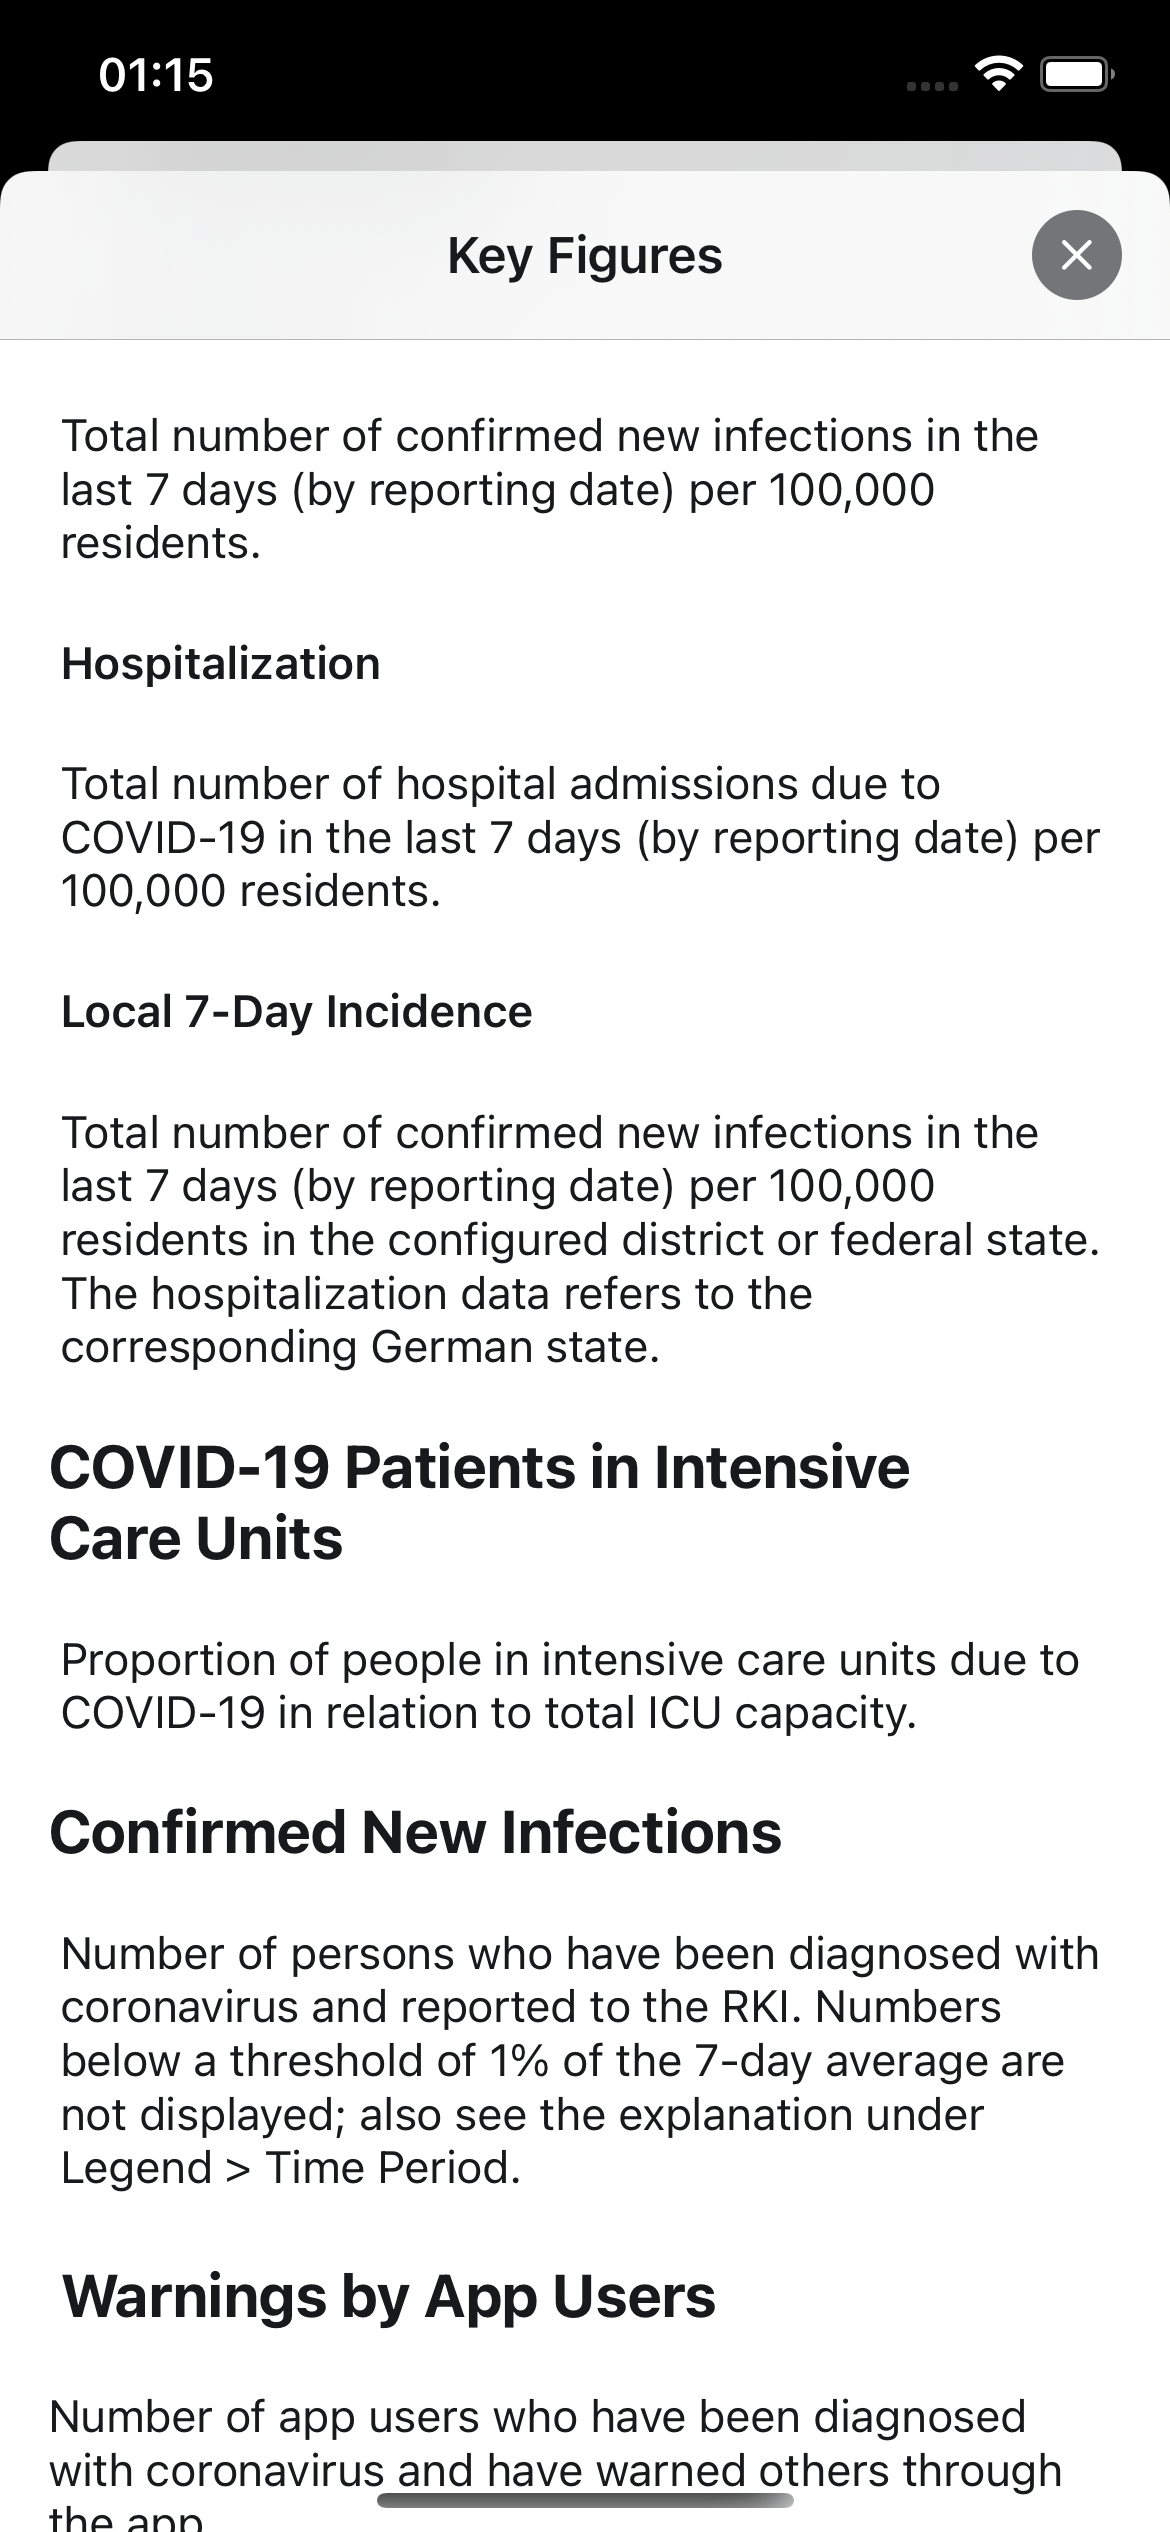 01:15
Key Figures
Total number of confirmed new infections in the
last 7 days (by reporting date) per 100,000
residents.
Hospitalization
Total number of hospital admissions due to
COVID-19 in the last 7 days (by reporting date) per
100,000 residents.
Local 7-Day Incidence
Total number of confirmed new infections in the
last 7 days (by reporting date) per 100,000
residents in the configured district or federal state.
The hospitalization data refers to the
corresponding German state.
COVID-19 Patients in Intensive
Care Units
Proportion of people in intensive care units due to
COVID-19 in relation to total ICU capacity.
Confirmed New Infections
Number of persons who have been diagnosed with
coronavirus and reported to the RKI. Numbers
below a threshold of 1% of the 7-day average are
not displayed; also see the explanation under
Legend > Time Period.
Warnings by App Users
Number of app users who have been diagnosed
with coronavirus and have warned others through
the app